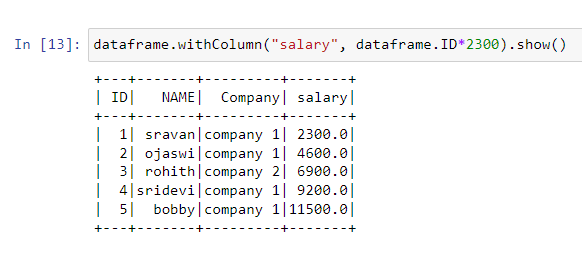 In [13]: dataframe.withColumn("salary", dataframe.ID*2300).show()
+---+-------+---------+-------+
| ID|   NAME|  Company| salary|
+---+-------+---------+-------+
|  1| sravan|company 1| 2300.0|
|  2| ojaswi|company 1| 4600.0|
|  3| rohith|company 2| 6900.0|
|  4|sridevi|company 1| 9200.0|
|  5|  bobby|company 1|11500.0|
+---+-------+---------+-------+